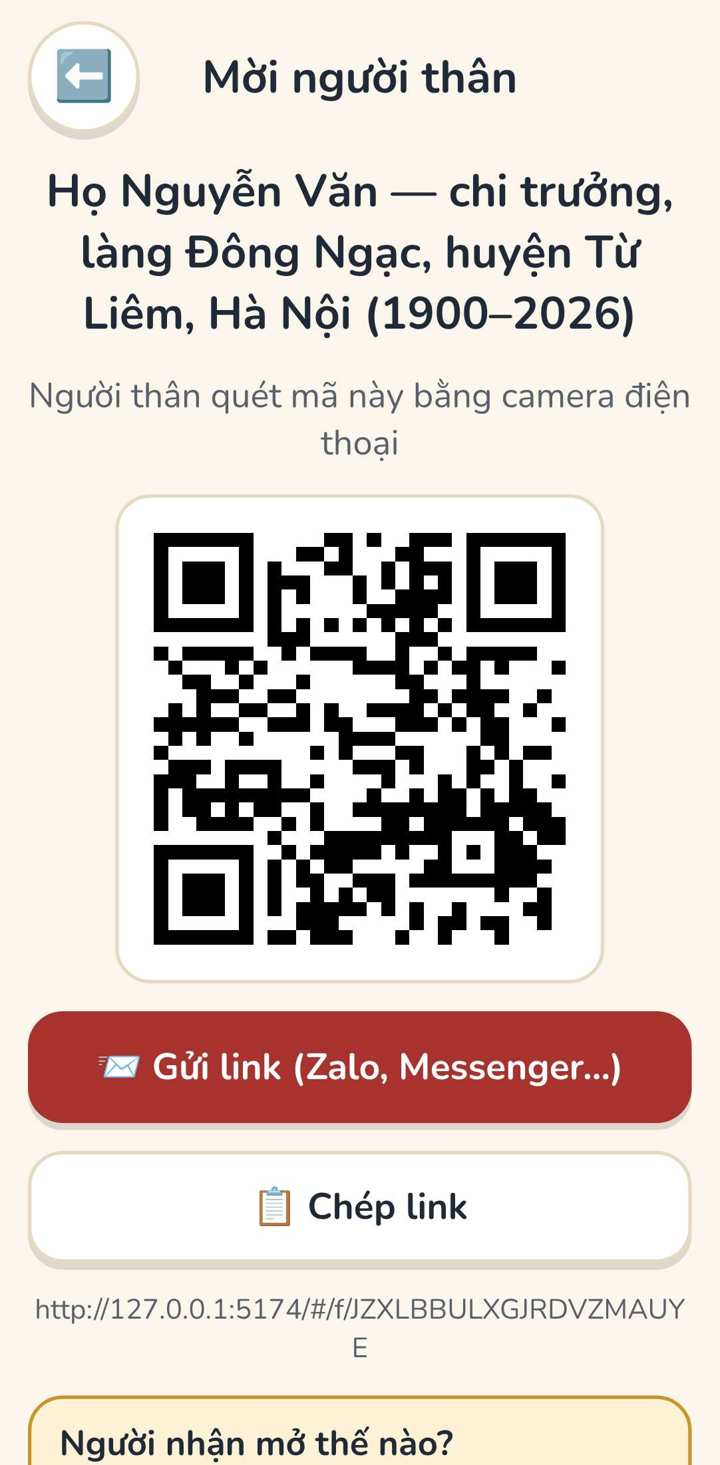 Mời người thân
Họ Nguyễn Văn — chi trưởng,
làng Đông Ngạc, huyện Từ
Liêm, Hà Nội (1900–2026)
Người thân quét mã này bằng camera điện
thoại
Gửi link (Zalo, Messenger...)
Chép link
http://127.0.0.1:5174/#/f/JZXLBBULXGJRDVZMAUY
E
Người nhận mở thế nào?